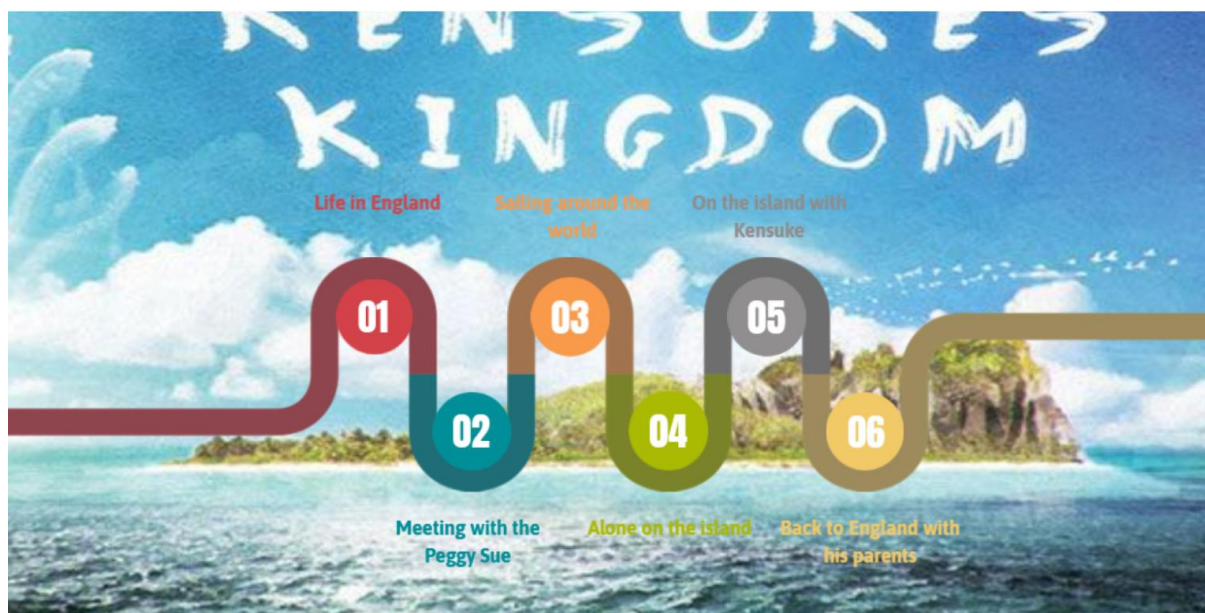 KENSUKES
KINGDOM
Life in England
Sailing around the
world
On the island with
Kensuke
01
03
05
02
04
06
Meeting with the
Peggy Sue
Alone on the island
Back to England with
his parents